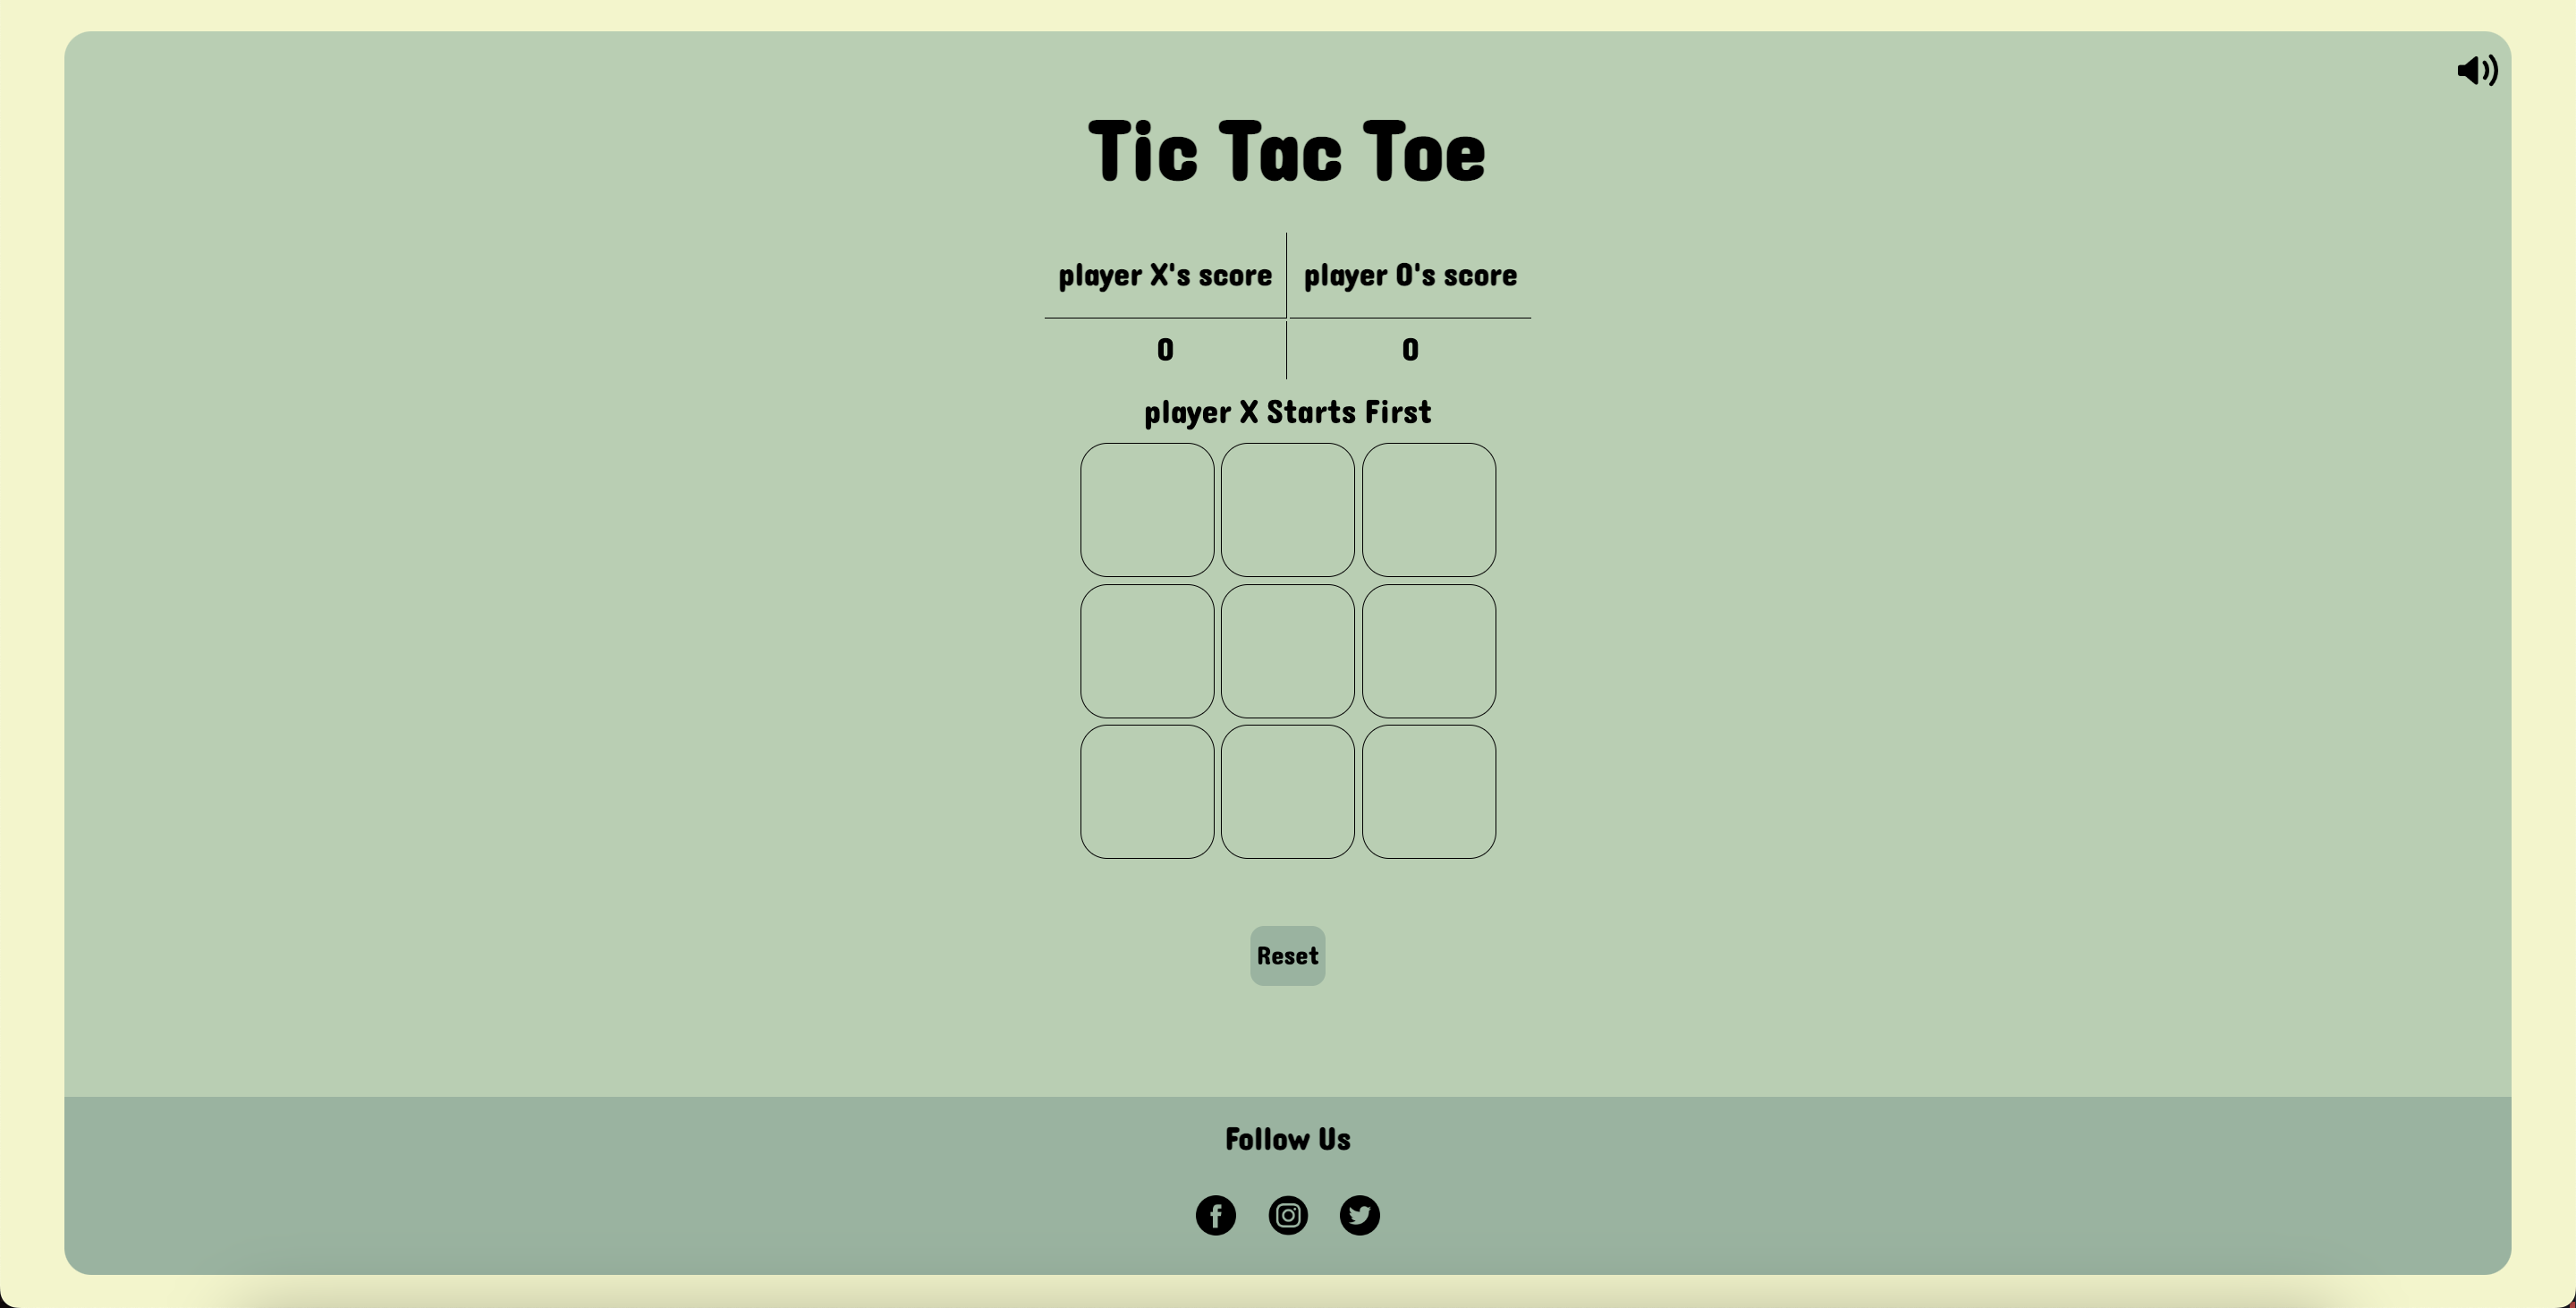 Tic Tac Toe
player X's score player O's score
0 0
player X Starts First
Reset
Follow Us